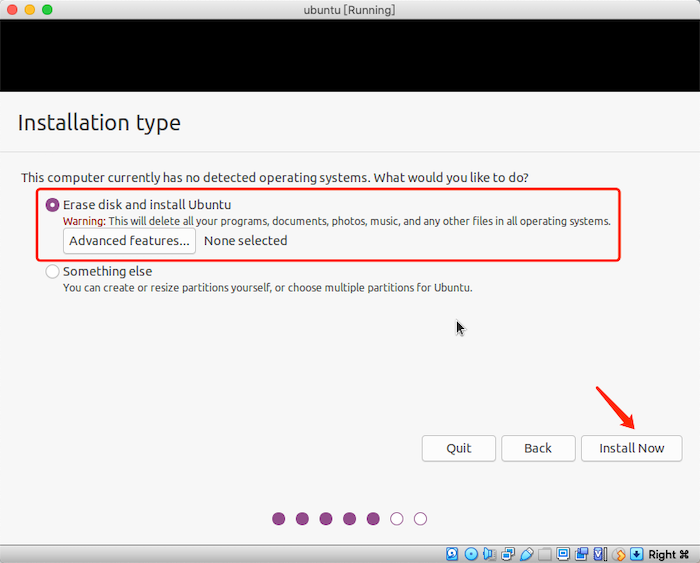 ubuntu [Running]
Installation type
This computer currently has no detected operating systems. What would you like to do?
Erase disk and install Ubuntu
Warning: This will delete all your programs, documents, photos, music, and any other files in all operating systems.
Advanced features... None selected
Something else
You can create or resize partitions yourself, or choose multiple partitions for Ubuntu.
Quit Back Install Now
Right ⌘